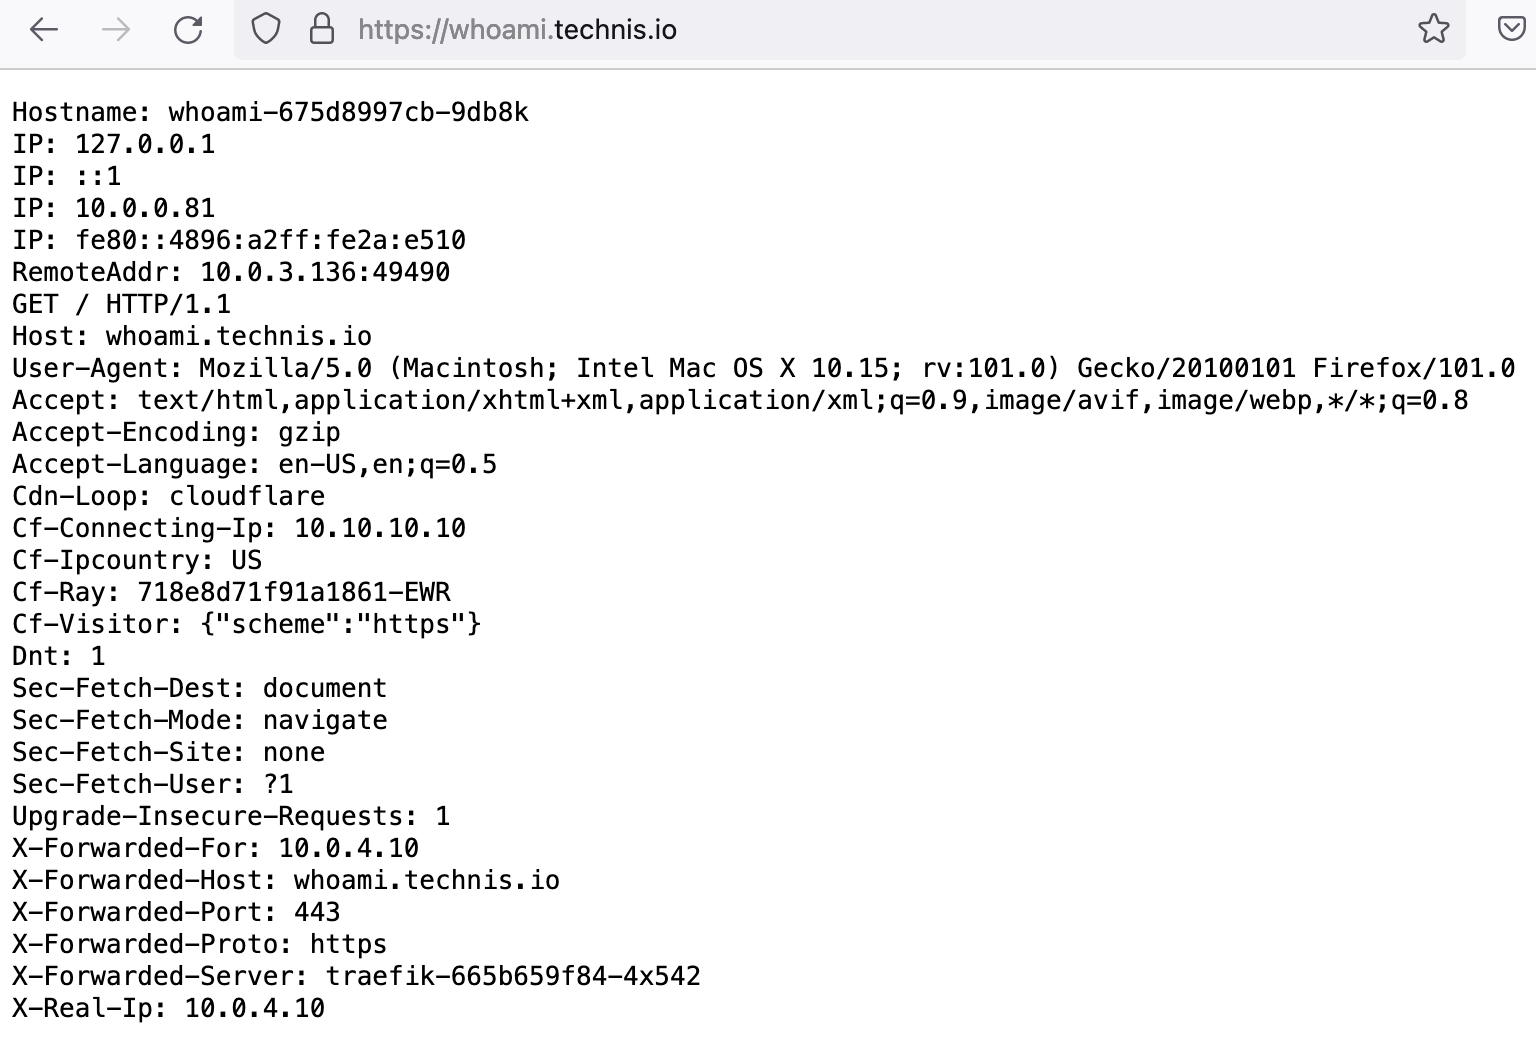 https://whoami.technis.io
Hostname: whoami-675d8997cb-9db8k
IP: 127.0.0.1
IP: ::1
IP: 10.0.0.81
IP: fe80::4896:a2ff:fe2a:e510
RemoteAddr: 10.0.3.136:49490
GET / HTTP/1.1
Host: whoami.technis.io
User-Agent: Mozilla/5.0 (Macintosh; Intel Mac OS X 10.15; rv:101.0) Gecko/20100101 Firefox/101.0
Accept: text/html,application/xhtml+xml,application/xml;q=0.9,image/avif,image/webp,*/*;q=0.8
Accept-Encoding: gzip
Accept-Language: en-US,en;q=0.5
Cdn-Loop: cloudflare
Cf-Connecting-Ip: 10.10.10.10
Cf-Ipcountry: US
Cf-Ray: 718e8d71f91a1861-EWR
Cf-Visitor: {"scheme":"https"}
Dnt: 1
Sec-Fetch-Dest: document
Sec-Fetch-Mode: navigate
Sec-Fetch-Site: none
Sec-Fetch-User: ?1
Upgrade-Insecure-Requests: 1
X-Forwarded-For: 10.0.4.10
X-Forwarded-Host: whoami.technis.io
X-Forwarded-Port: 443
X-Forwarded-Proto: https
X-Forwarded-Server: traefik-665b659f84-4x542
X-Real-Ip: 10.0.4.10